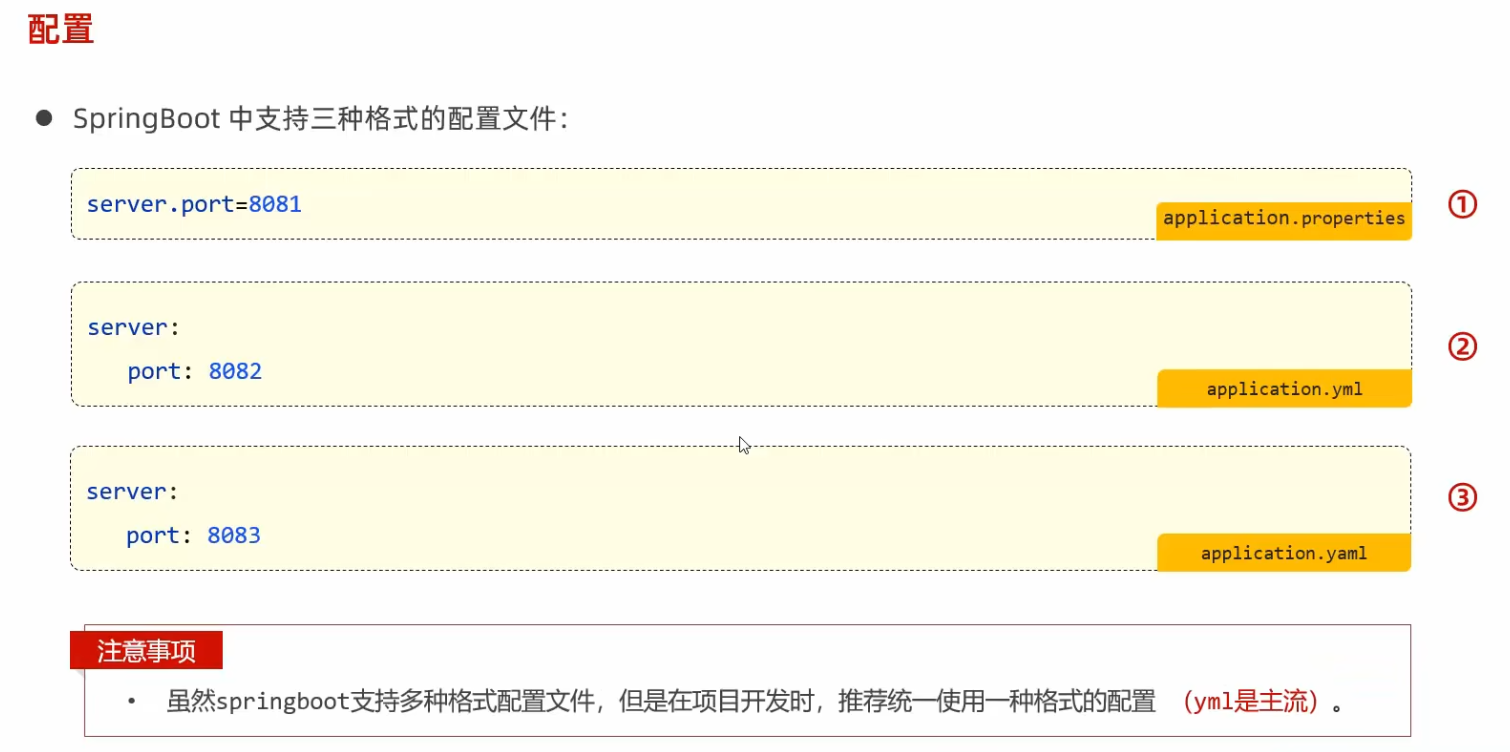 配置
● SpringBoot 中支持三种格式的配置文件：
server.port=8081
application.properties
①
server:
port: 8082
application.yml
②
server:
port: 8083
application.yaml
③
注意事项
• 虽然springboot支持多种格式配置文件，但是在项目开发时，推荐统一使用一种格式的配置 （yml是主流）。